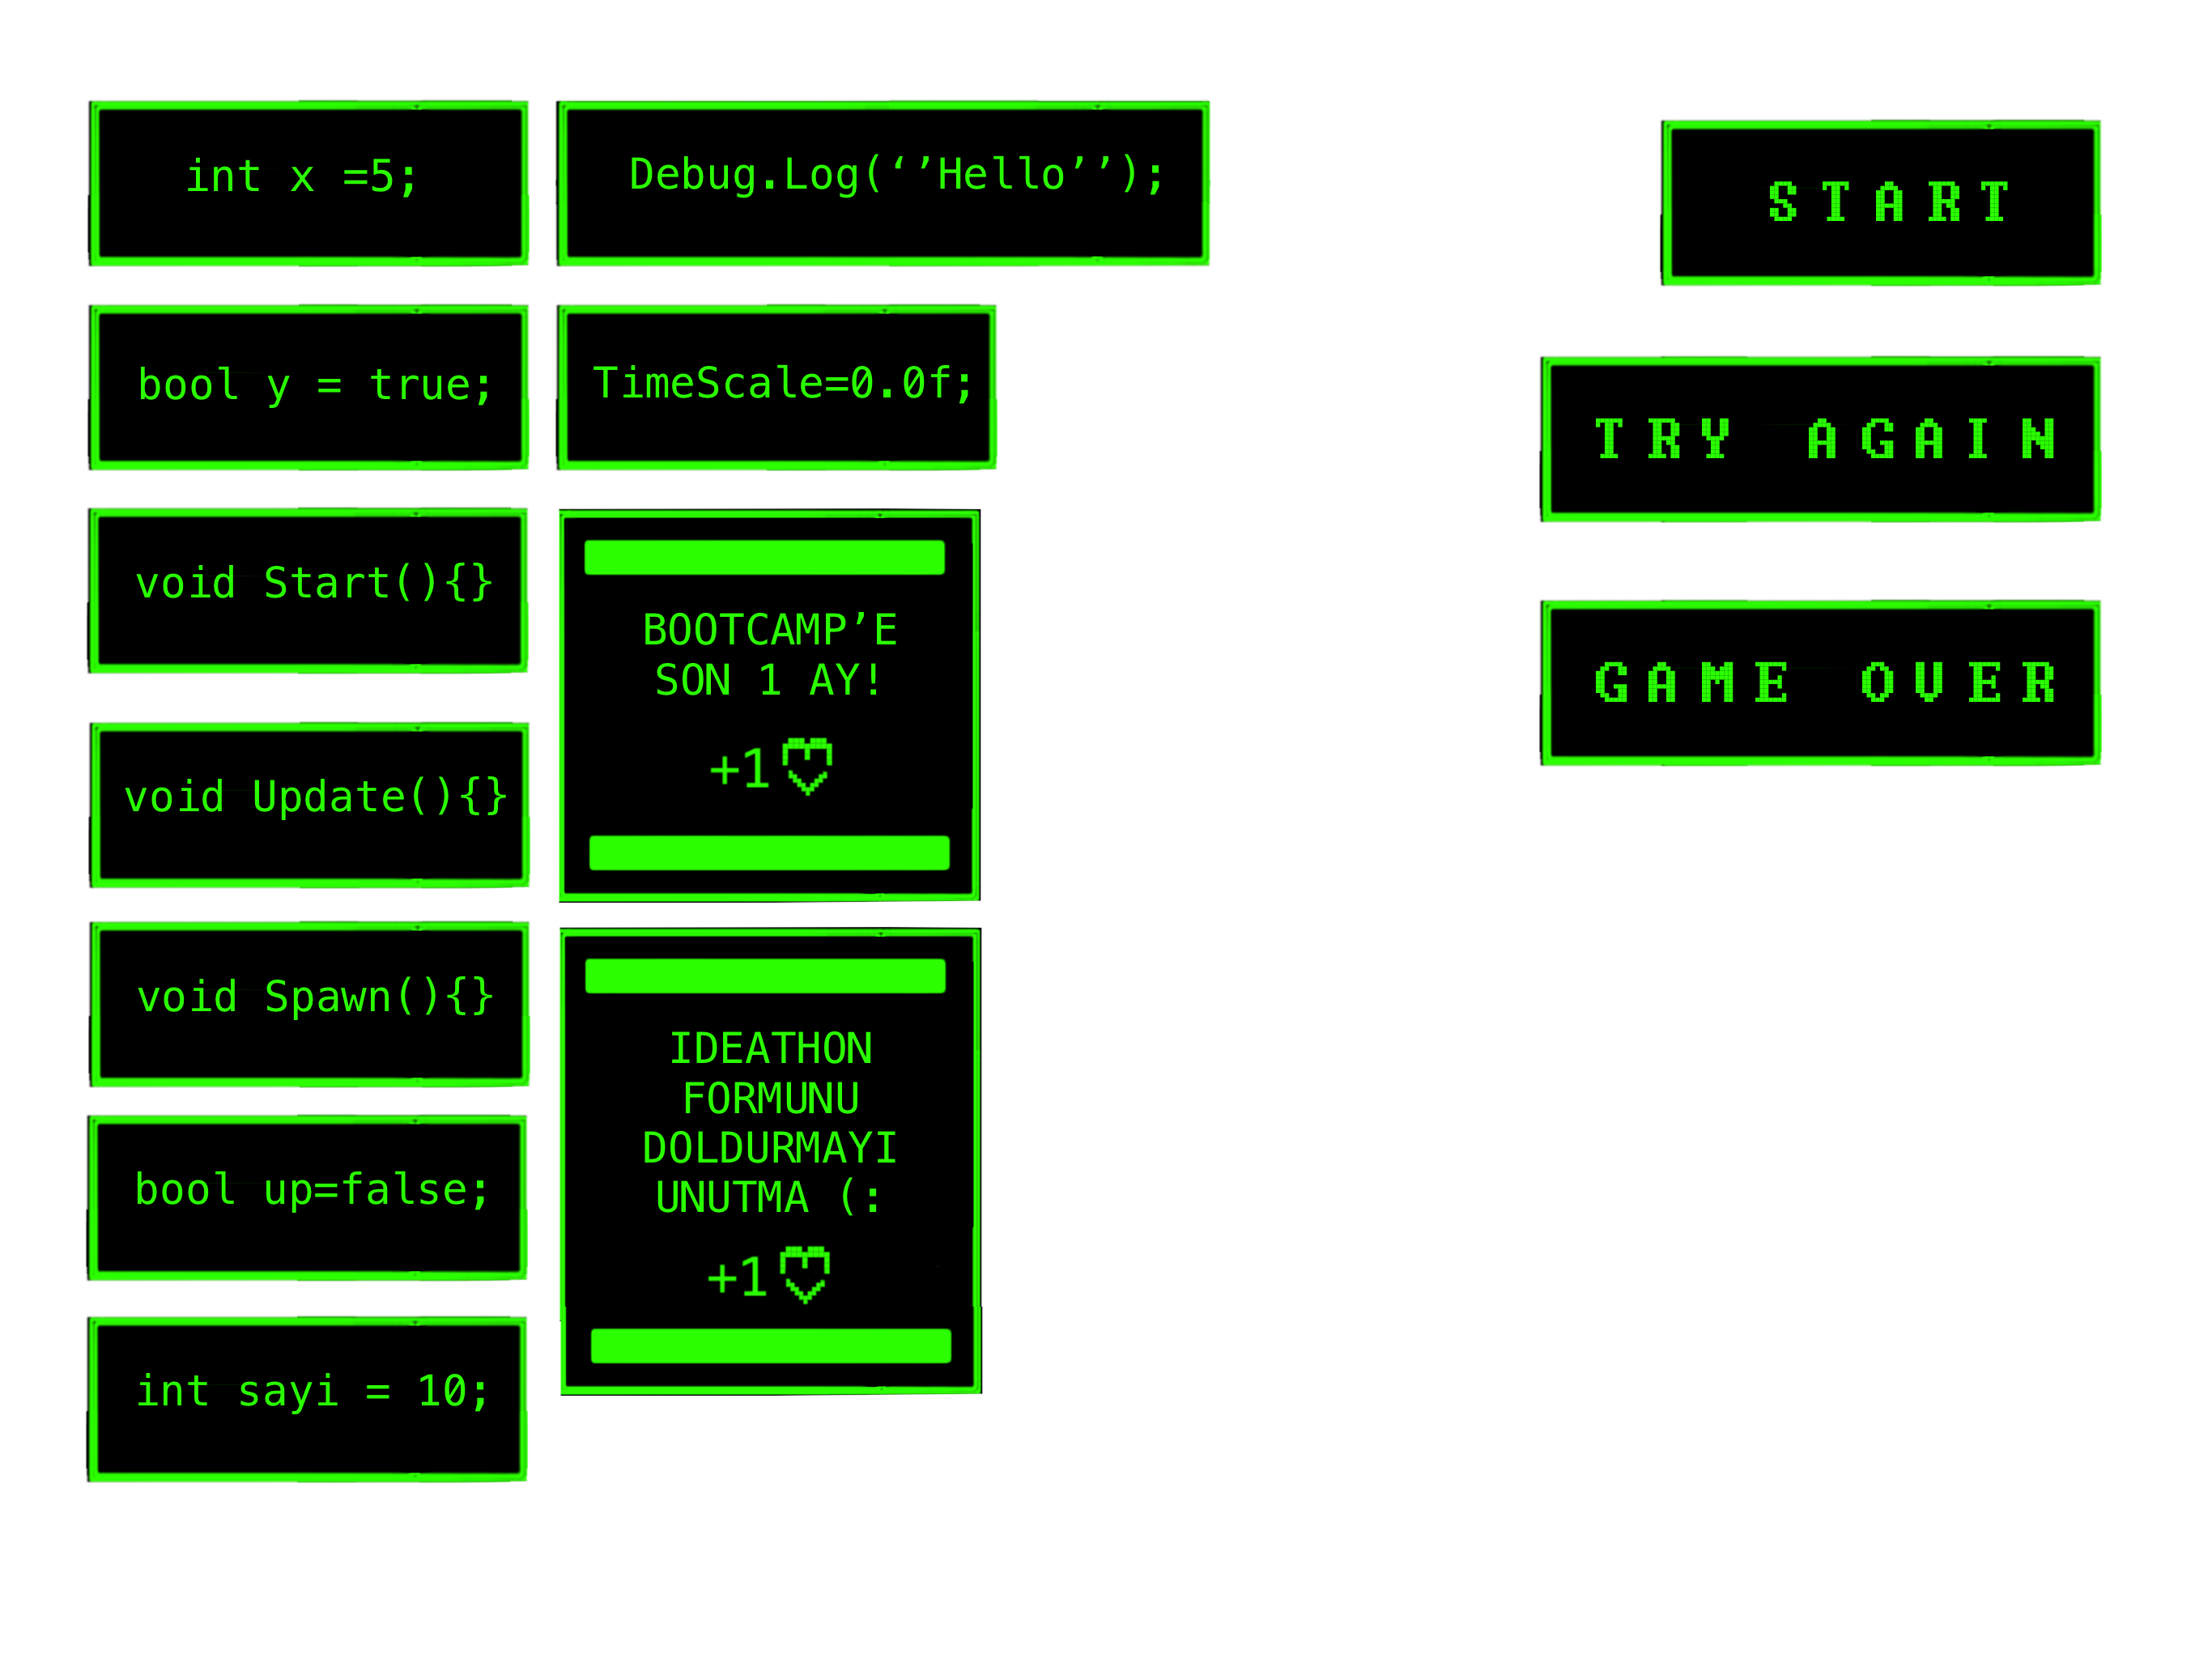 int x =5;
bool y = true;
void Start(){}
void Update(){}
void Spawn(){}
bool up=false;
int sayi = 10;
Debug.Log(‘’Hello’’);
TimeScale=0.0f;
BOOTCAMP’E
SON 1 AY!
+1
IDEATHON
FORMUNU
DOLDURMAYI
UNUTMA (:
+1
START
TRY AGAIN
GAME OVER